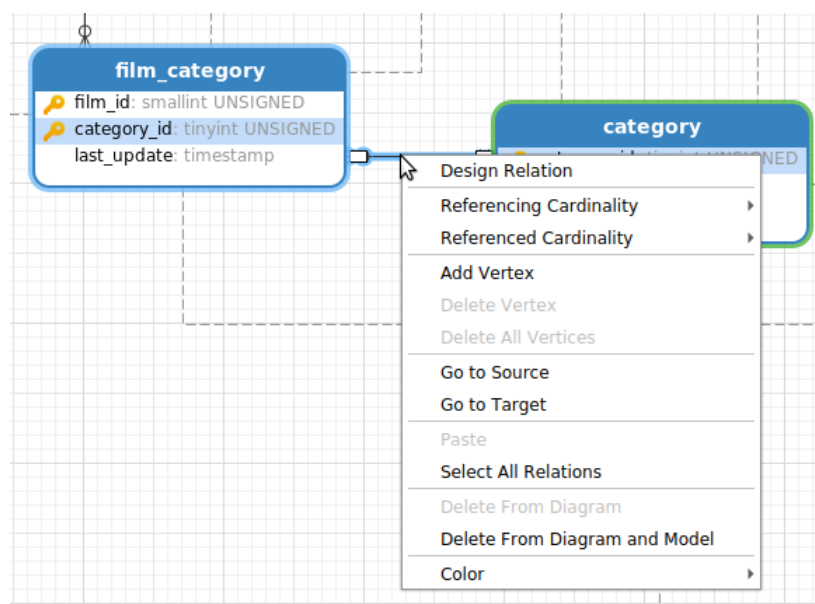 film_category
film_id: smallint UNSIGNED
category_id: tinyint UNSIGNED
last_update: timestamp
category
UNSIGNED
Design Relation
Referencing Cardinality
Referenced Cardinality
Add Vertex
Delete Vertex
Delete All Vertices
Go to Source
Go to Target
Paste
Select All Relations
Delete From Diagram
Delete From Diagram and Model
Color